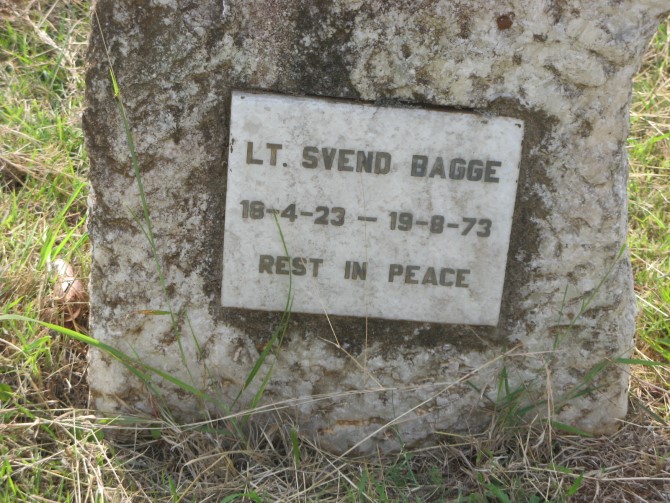 LT. SVEND BAGGE
18-4-23 — 19-8-73
REST IN PEACE